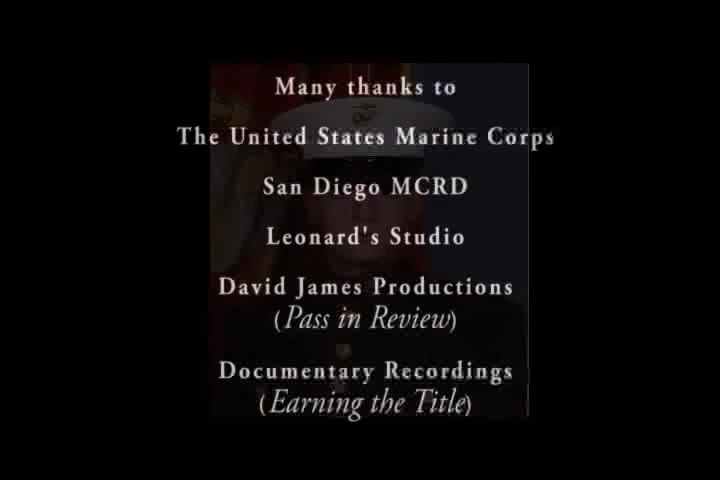 Many thanks to
The United States Marine Corps
San Diego MCRD
Leonard's Studio
David James Productions
(Pass in Review)
Documentary Recordings
(Earning the Title)